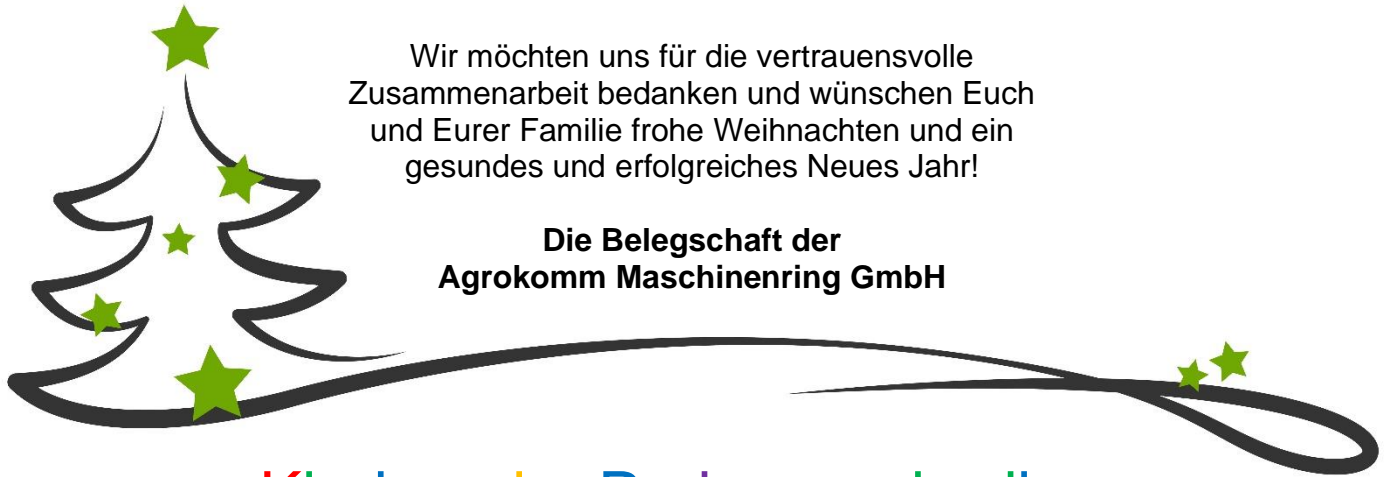 Wir möchten uns für die vertrauensvolle
Zusammenarbeit bedanken und wünschen Euch
und Eurer Familie frohe Weihnachten und ein
gesundes und erfolgreiches Neues Jahr!
Die Belegschaft der
Agrokomm Maschinenring GmbH